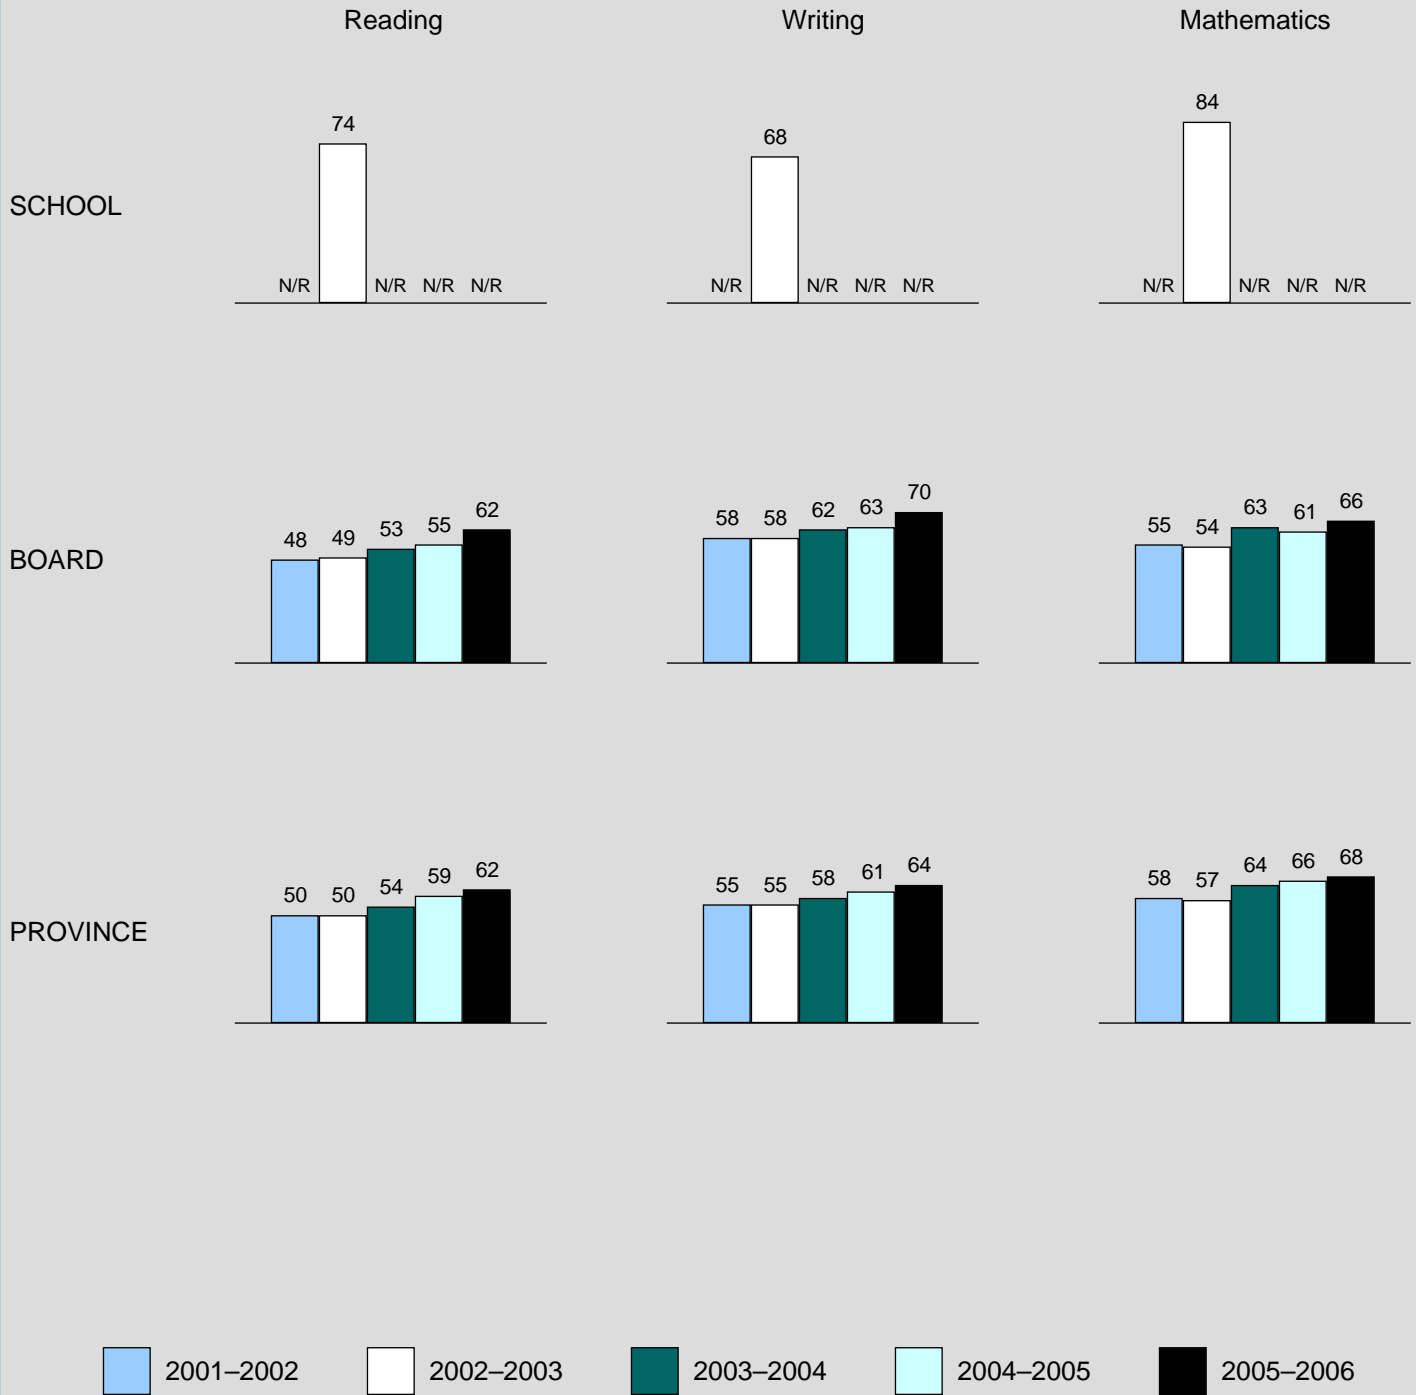 Reading Writing Mathematics
SCHOOL
74
N/R N/R N/R N/R
68
N/R N/R N/R N/R
84
N/R N/R N/R N/R
BOARD
48 49 53 55 62
58 58 62 63 70
55 54 63 61 66
PROVINCE
50 50 54 59 62
55 55 58 61 64
58 57 64 66 68
2001–2002 2002–2003 2003–2004 2004–2005 2005–2006